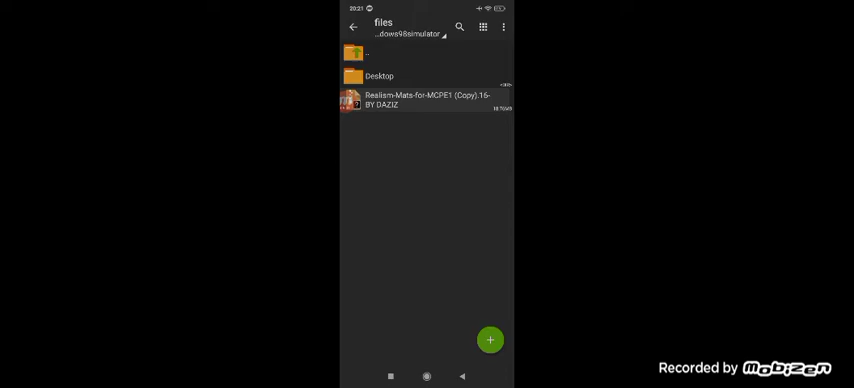 20:21
files
...dows98simulator
..
Desktop
Realism-Mats-for-MCPE1 (Copy).16-
BY DAZIZ
Recorded by Mobizen